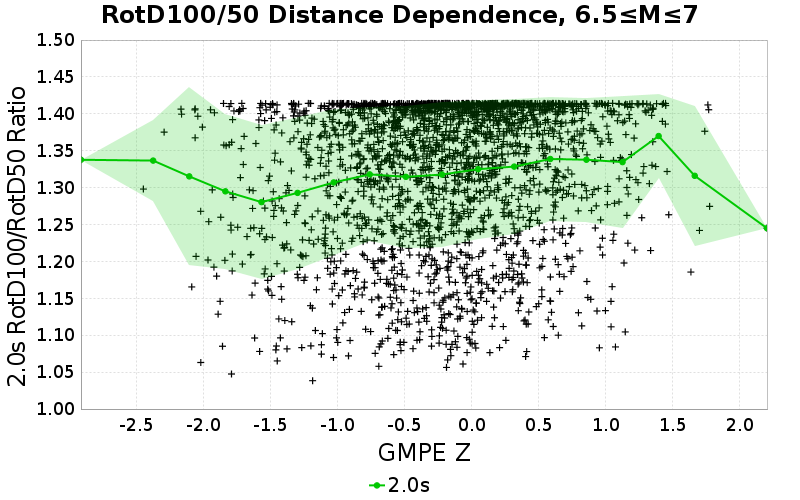 RotD100/50 Distance Dependence, 6.5≤M≤7
2.0s RotD100/RotD50 Ratio
1.50
1.45
1.40
1.35
1.30
1.25
1.20
1.15
1.10
1.05
1.00
-2.5 -2.0 -1.5 -1.0 -0.5 0.0 0.5 1.0 1.5 2.0
GMPE Z
2.0s